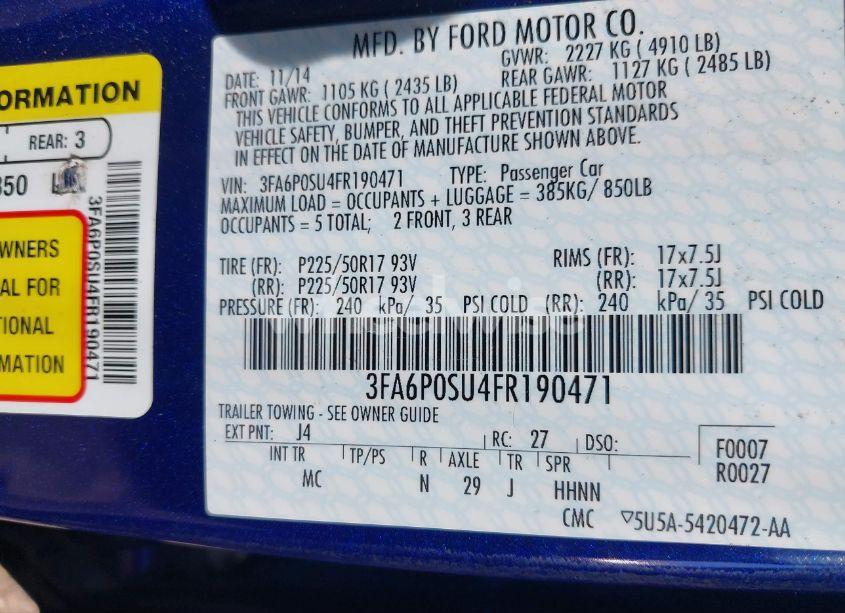 ORMATION
REAR: 3
850
3FA6P0SU4FR190471
WNERS
AL FOR
TIONAL
RMATION
MFD. BY FORD MOTOR CO.
DATE: 11/14 GVWR: 2227 KG ( 4910 LB)
FRONT GAWR: 1105 KG ( 2435 LB) REAR GAWR: 1127 KG ( 2485 LB)
THIS VEHICLE CONFORMS TO ALL APPLICABLE FEDERAL MOTOR
VEHICLE SAFETY, BUMPER, AND THEFT PREVENTION STANDARDS
IN EFFECT ON THE DATE OF MANUFACTURE SHOWN ABOVE.
VIN: 3FA6P0SU4FR190471 TYPE: Passenger Car
MAXIMUM LOAD = OCCUPANTS + LUGGAGE = 385KG/ 850LB
OCCUPANTS = 5 TOTAL; 2 FRONT, 3 REAR
TIRE (FR): P225/50R17 93V RIMS (FR): 17x7.5J
(RR): P225/50R17 93V (RR): 17x7.5J
PRESSURE (FR): 240 kPa/ 35 PSI COLD (RR): 240 kPa/ 35 PSI COLD
3FA6P0SU4FR190471
TRAILER TOWING - SEE OWNER GUIDE
EXT PNT: J4 RC: 27 DSO:
INT TR TP/PS R AXLE TR SPR
MC N 29 J HHNN
F0007
R0027
CMC ▽5U5A-5420472-AA